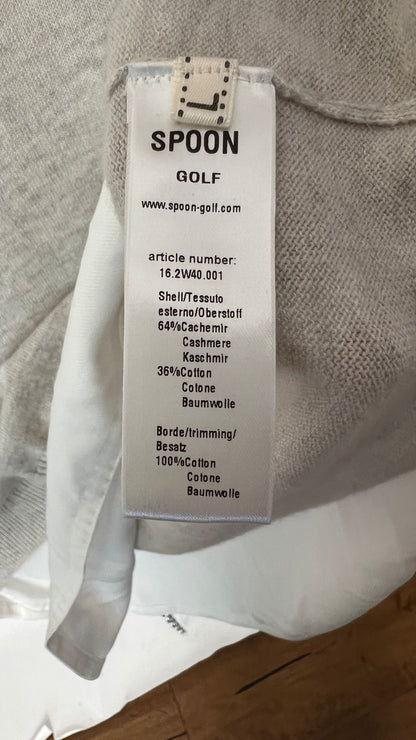 L
SPOON
GOLF
www.spoon-golf.com
article number:
16.2W40.001
Shell/Tessuto
esterno/Oberstoff
64%Cachemir
Cashmere
Kaschmir
36%Cotton
Cotone
Baumwolle
Borde/trimming/
Besatz
100%Cotton
Cotone
Baumwolle